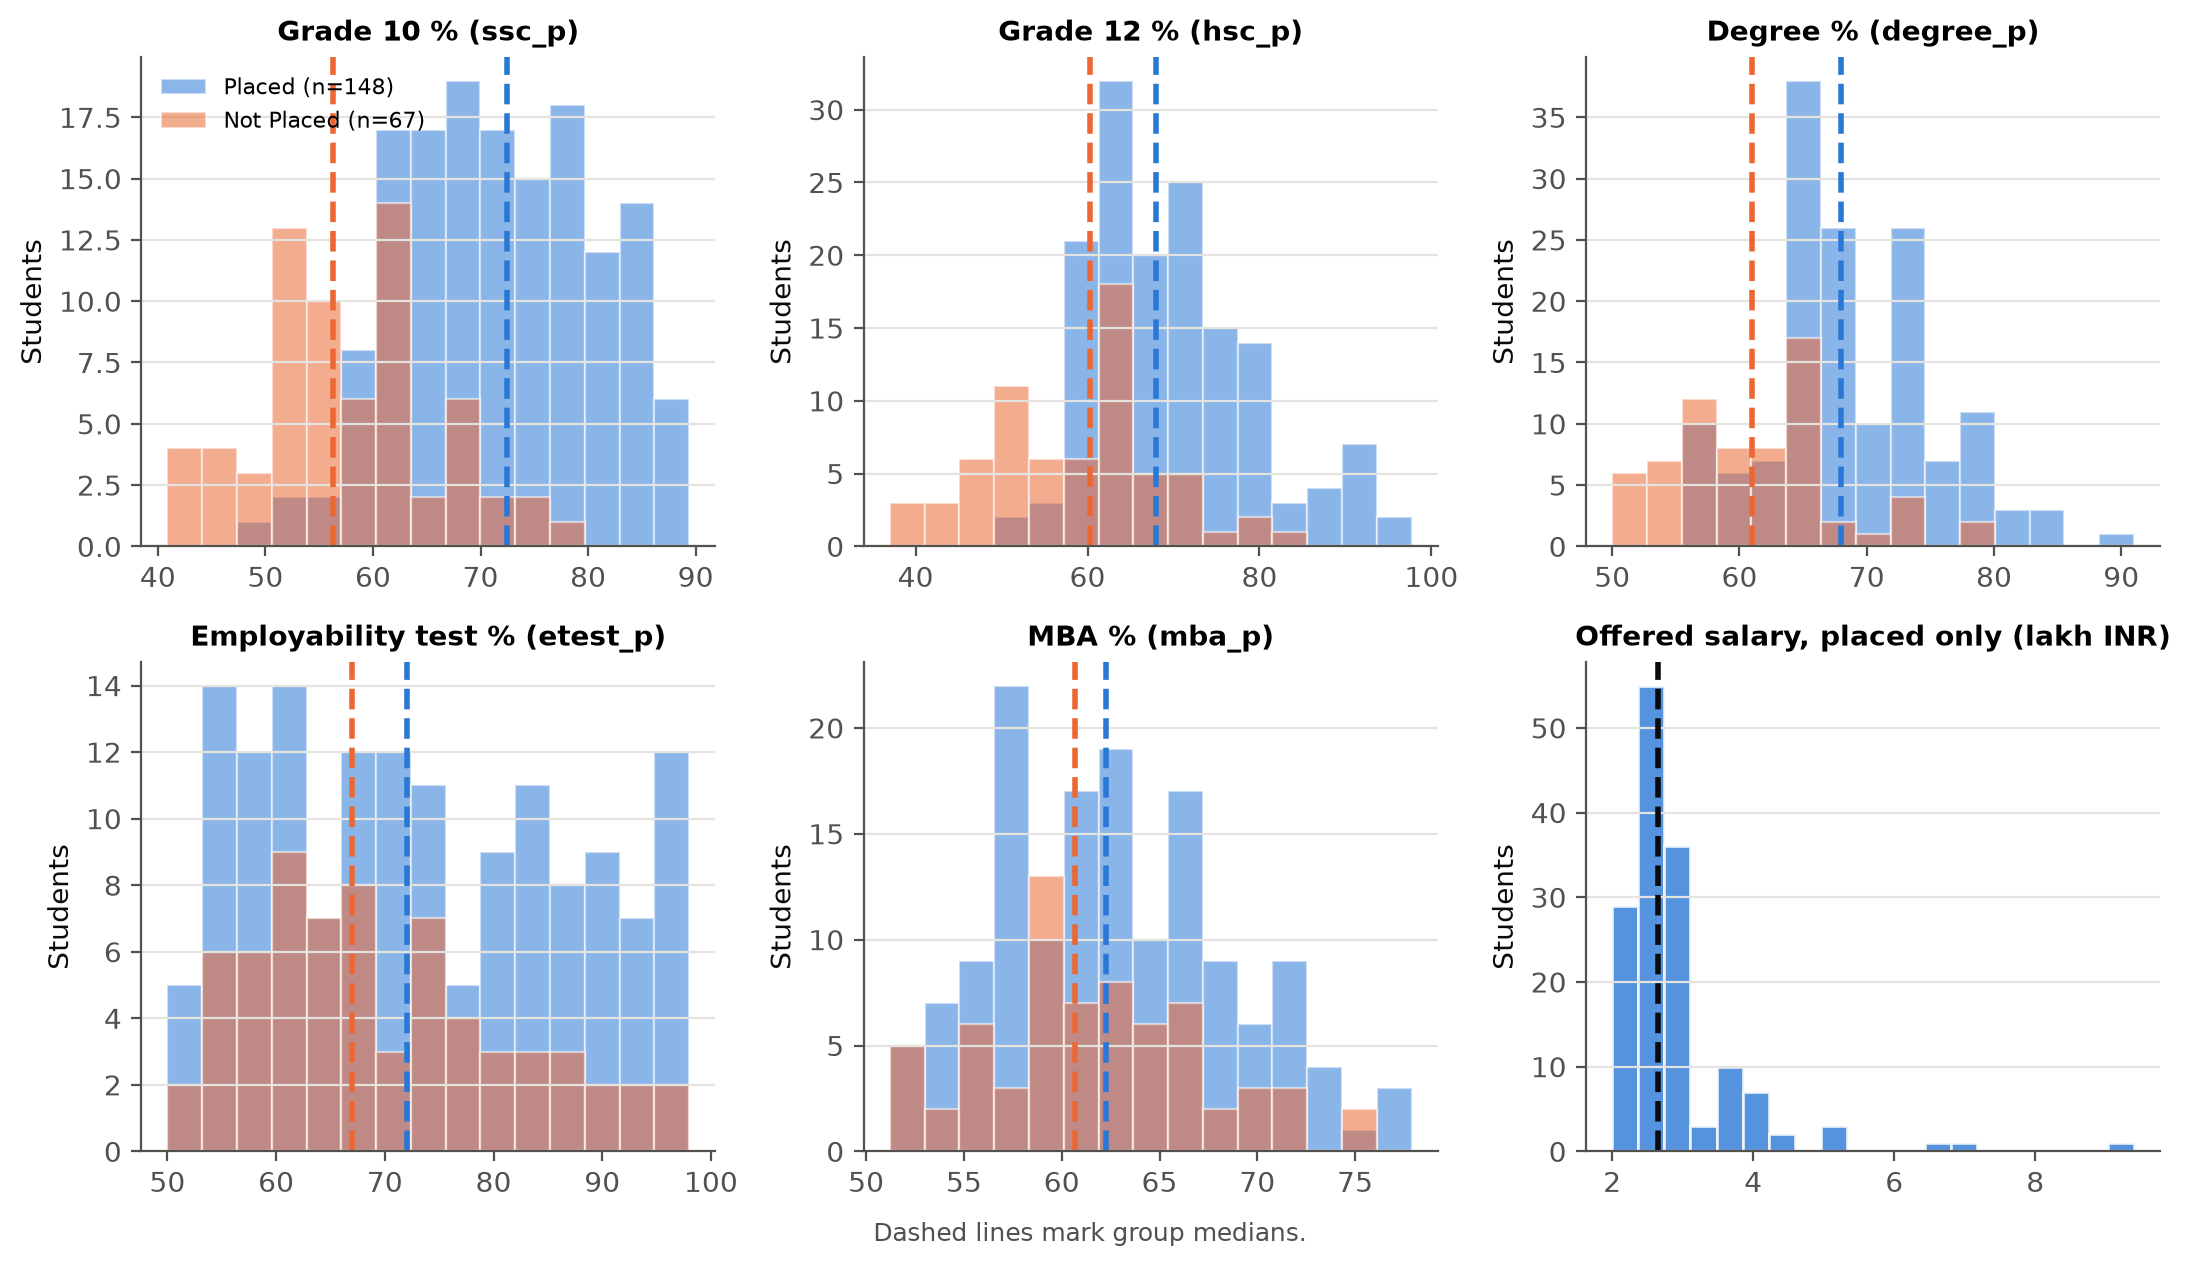 Grade 10 % (ssc_p)
Placed (n=148)
Not Placed (n=67)
Students
0.0
2.5
5.0
7.5
10.0
12.5
15.0
17.5
40 50 60 70 80 90
Grade 12 % (hsc_p)
Students
0
5
10
15
20
25
30
40 60 80 100
Degree % (degree_p)
Students
0
5
10
15
20
25
30
35
50 60 70 80 90
Employability test % (etest_p)
Students
0
2
4
6
8
10
12
14
50 60 70 80 90 100
MBA % (mba_p)
Students
0
5
10
15
20
50 55 60 65 70 75
Offered salary, placed only (lakh INR)
Students
0
10
20
30
40
50
2 4 6 8
Dashed lines mark group medians.